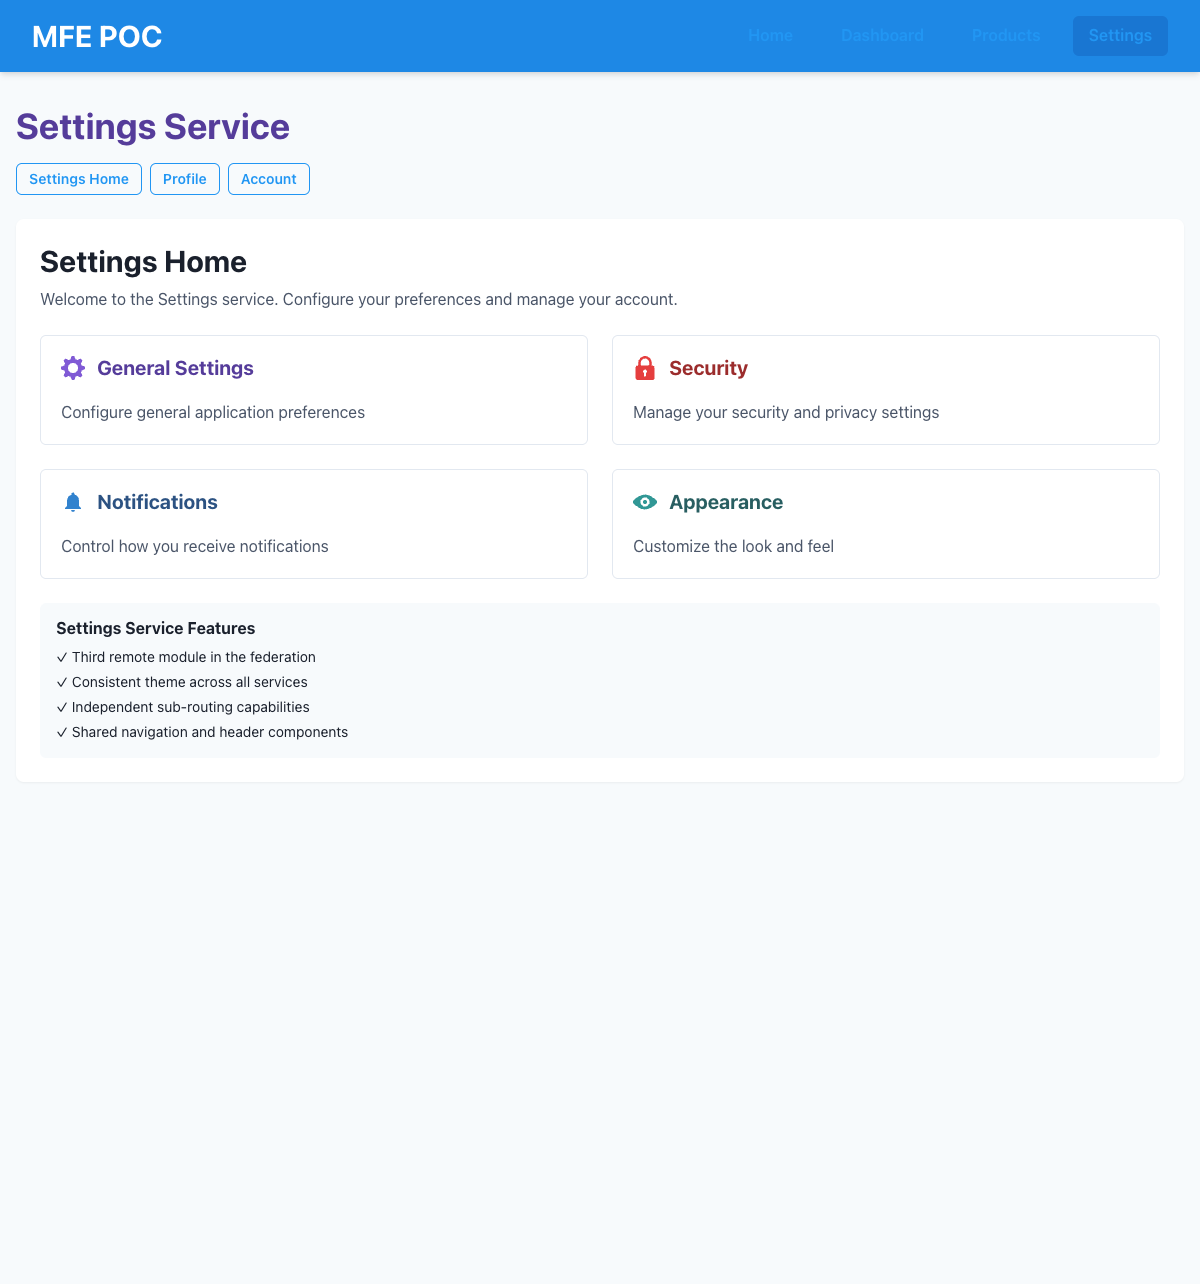 MFE POC
Home
Dashboard
Products
Settings
Settings Service
Settings Home
Profile
Account
Settings Home
Welcome to the Settings service. Configure your preferences and manage your account.
General Settings
Configure general application preferences
Security
Manage your security and privacy settings
Notifications
Control how you receive notifications
Appearance
Customize the look and feel
Settings Service Features
✓ Third remote module in the federation
✓ Consistent theme across all services
✓ Independent sub-routing capabilities
✓ Shared navigation and header components